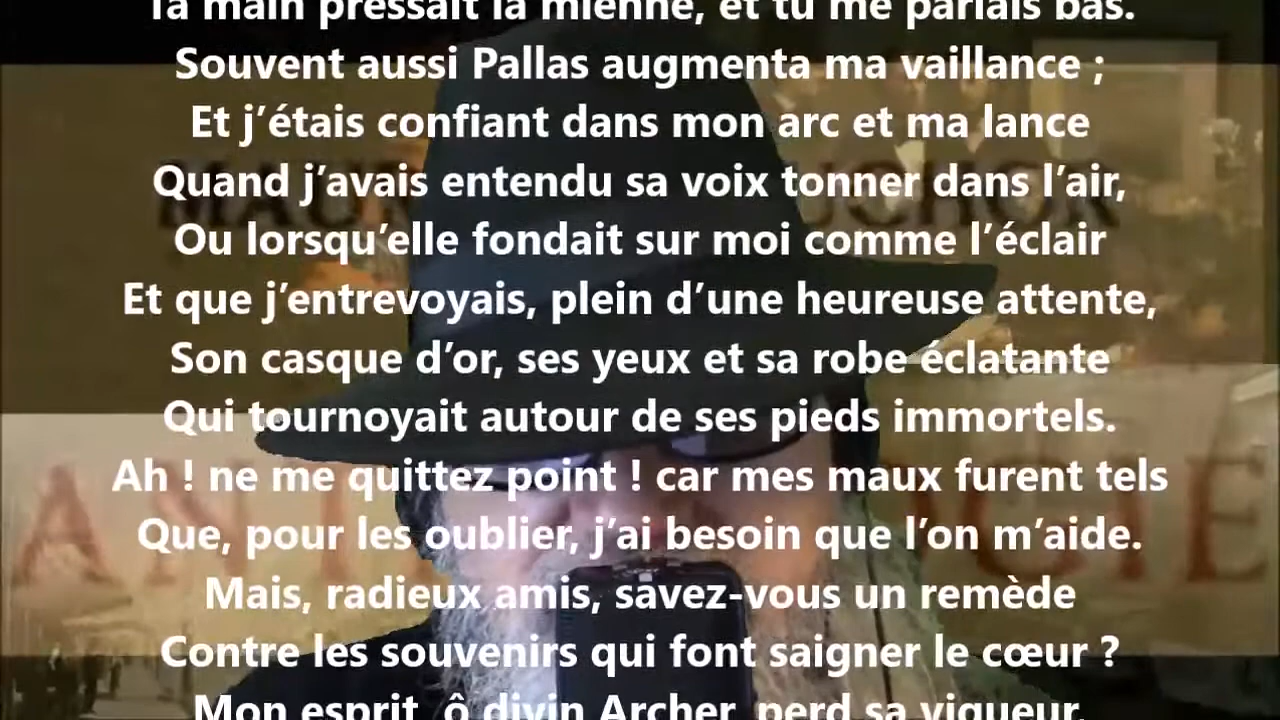 Ta main pressait la mienne, et tu me parlais bas.
Souvent aussi Pallas augmenta ma vaillance ;
Et j’étais confiant dans mon arc et ma lance
Quand j’avais entendu sa voix tonner dans l’air,
Ou lorsqu’elle fondait sur moi comme l’éclair
Et que j’entrevoyais, plein d’une heureuse attente,
Son casque d’or, ses yeux et sa robe éclatante
Qui tournoyait autour de ses pieds immortels.
Ah ! ne me quittez point ! car mes maux furent tels
Que, pour les oublier, j’ai besoin que l’on m’aide.
Mais, radieux amis, savez-vous un remède
Contre les souvenirs qui font saigner le cœur ?
Mon esprit, ô divin Archer, perd sa vigueur,